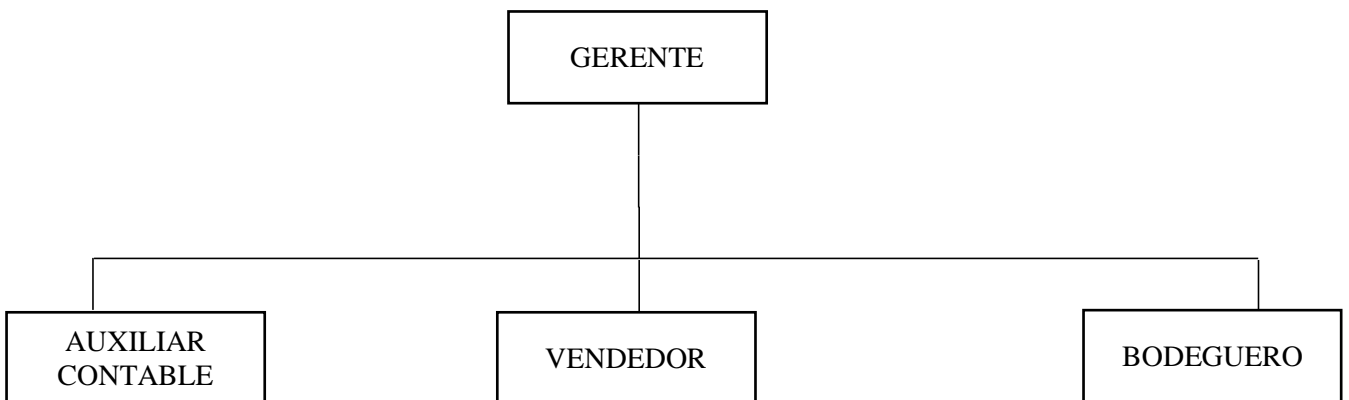 GERENTE
AUXILIAR
CONTABLE
VENDEDOR
BODEGUERO